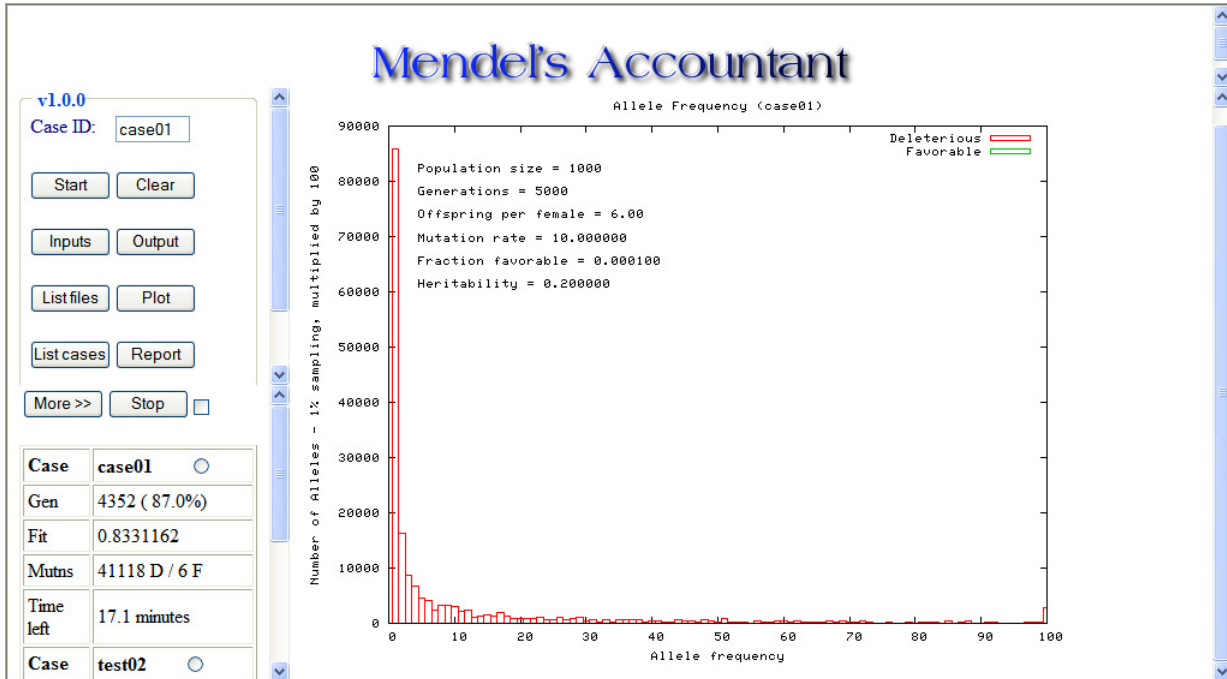 Mendel's Accountant
v1.0.0
Case ID: case01
Start Clear
Inputs Output
List files Plot
List cases Report
More >> Stop
Case case01
Gen 4352 ( 87.0%)
Fit 0.8331162
Mutns 41118 D / 6 F
Time left 17.1 minutes
Case test02
Allele Frequency (case01)
Number of Alleles - 1% sampling, multiplied by 100
90000
80000
70000
60000
50000
40000
30000
20000
10000
0
Deleterious
Favorable
Population size = 1000
Generations = 5000
Offspring per female = 6.00
Mutation rate = 10.000000
Fraction favorable = 0.000100
Heritability = 0.200000
0 10 20 30 40 50 60 70 80 90 100
Allele frequency